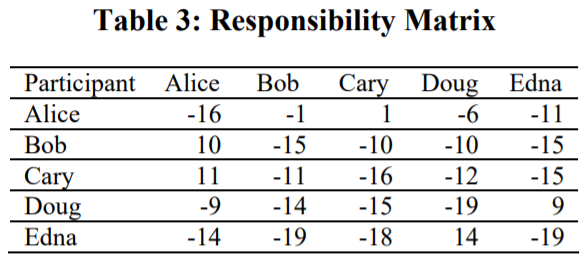 Table 3: Responsibility Matrix
Participant Alice Bob Cary Doug Edna
Alice -16 -1 1 -6 -11
Bob 10 -15 -10 -10 -15
Cary 11 -11 -16 -12 -15
Doug -9 -14 -15 -19 9
Edna -14 -19 -18 14 -19